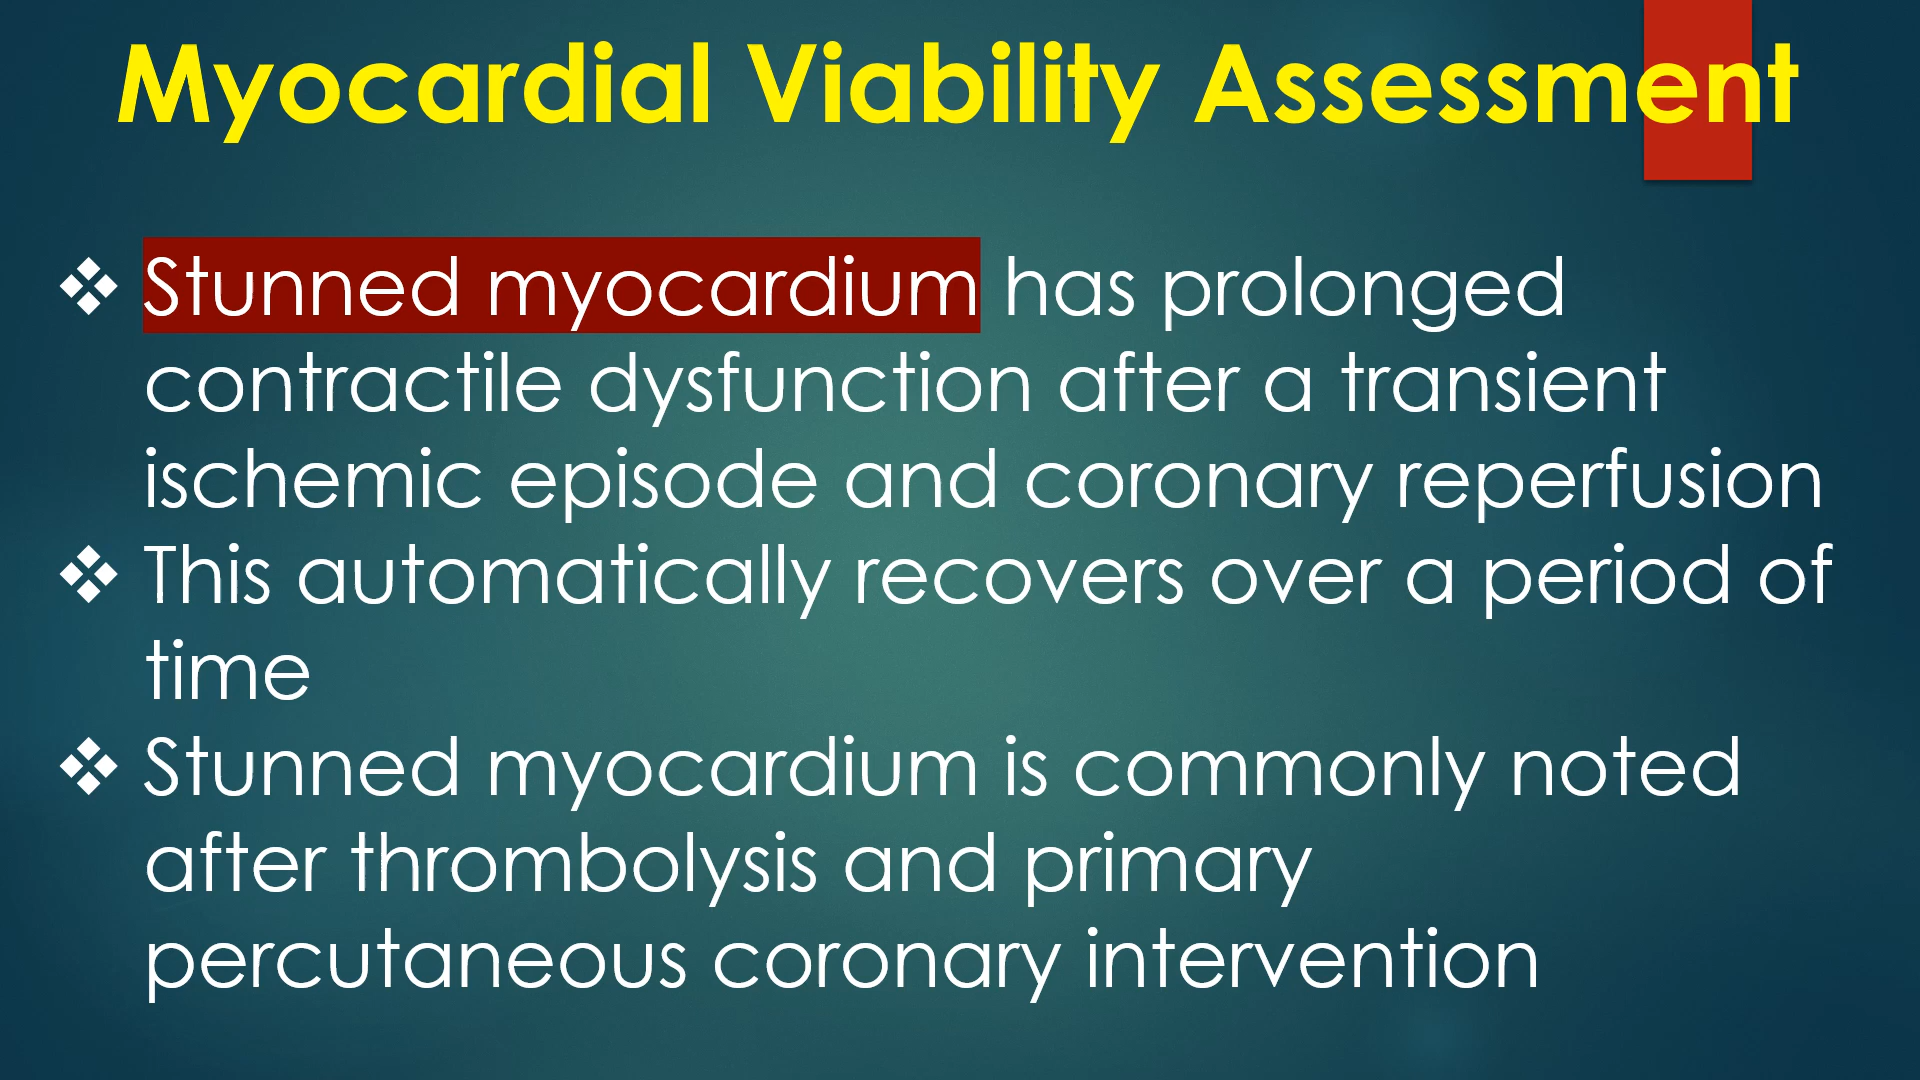 Myocardial Viability Assessment
❖ Stunned myocardium has prolonged
contractile dysfunction after a transient
ischemic episode and coronary reperfusion
❖ This automatically recovers over a period of
time
❖ Stunned myocardium is commonly noted
after thrombolysis and primary
percutaneous coronary intervention